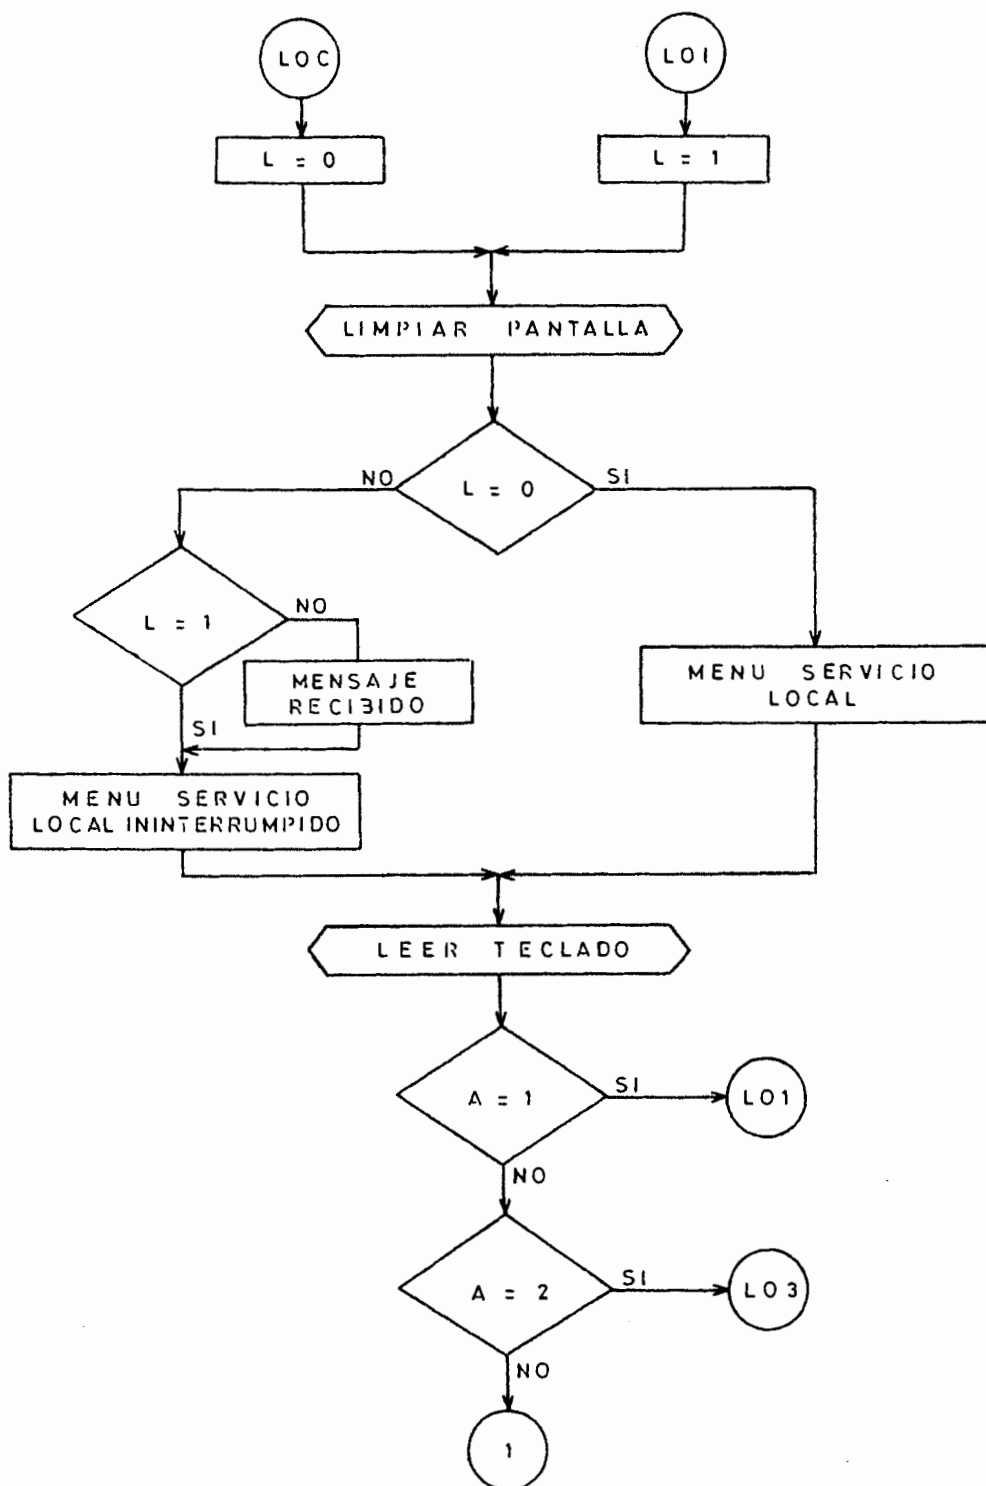 LOC
LOI
L = 0
L = 1
LIMPIAR PANTALLA
L = 0
NO
SI
L = 1
NO
MENSAJE
RECIBIDO
SI
MENU SERVICIO
LOCAL
MENU SERVICIO
LOCAL ININTERRUMPIDO
LEER TECLADO
A = 1
SI
LO1
NO
A = 2
SI
LO3
NO
1